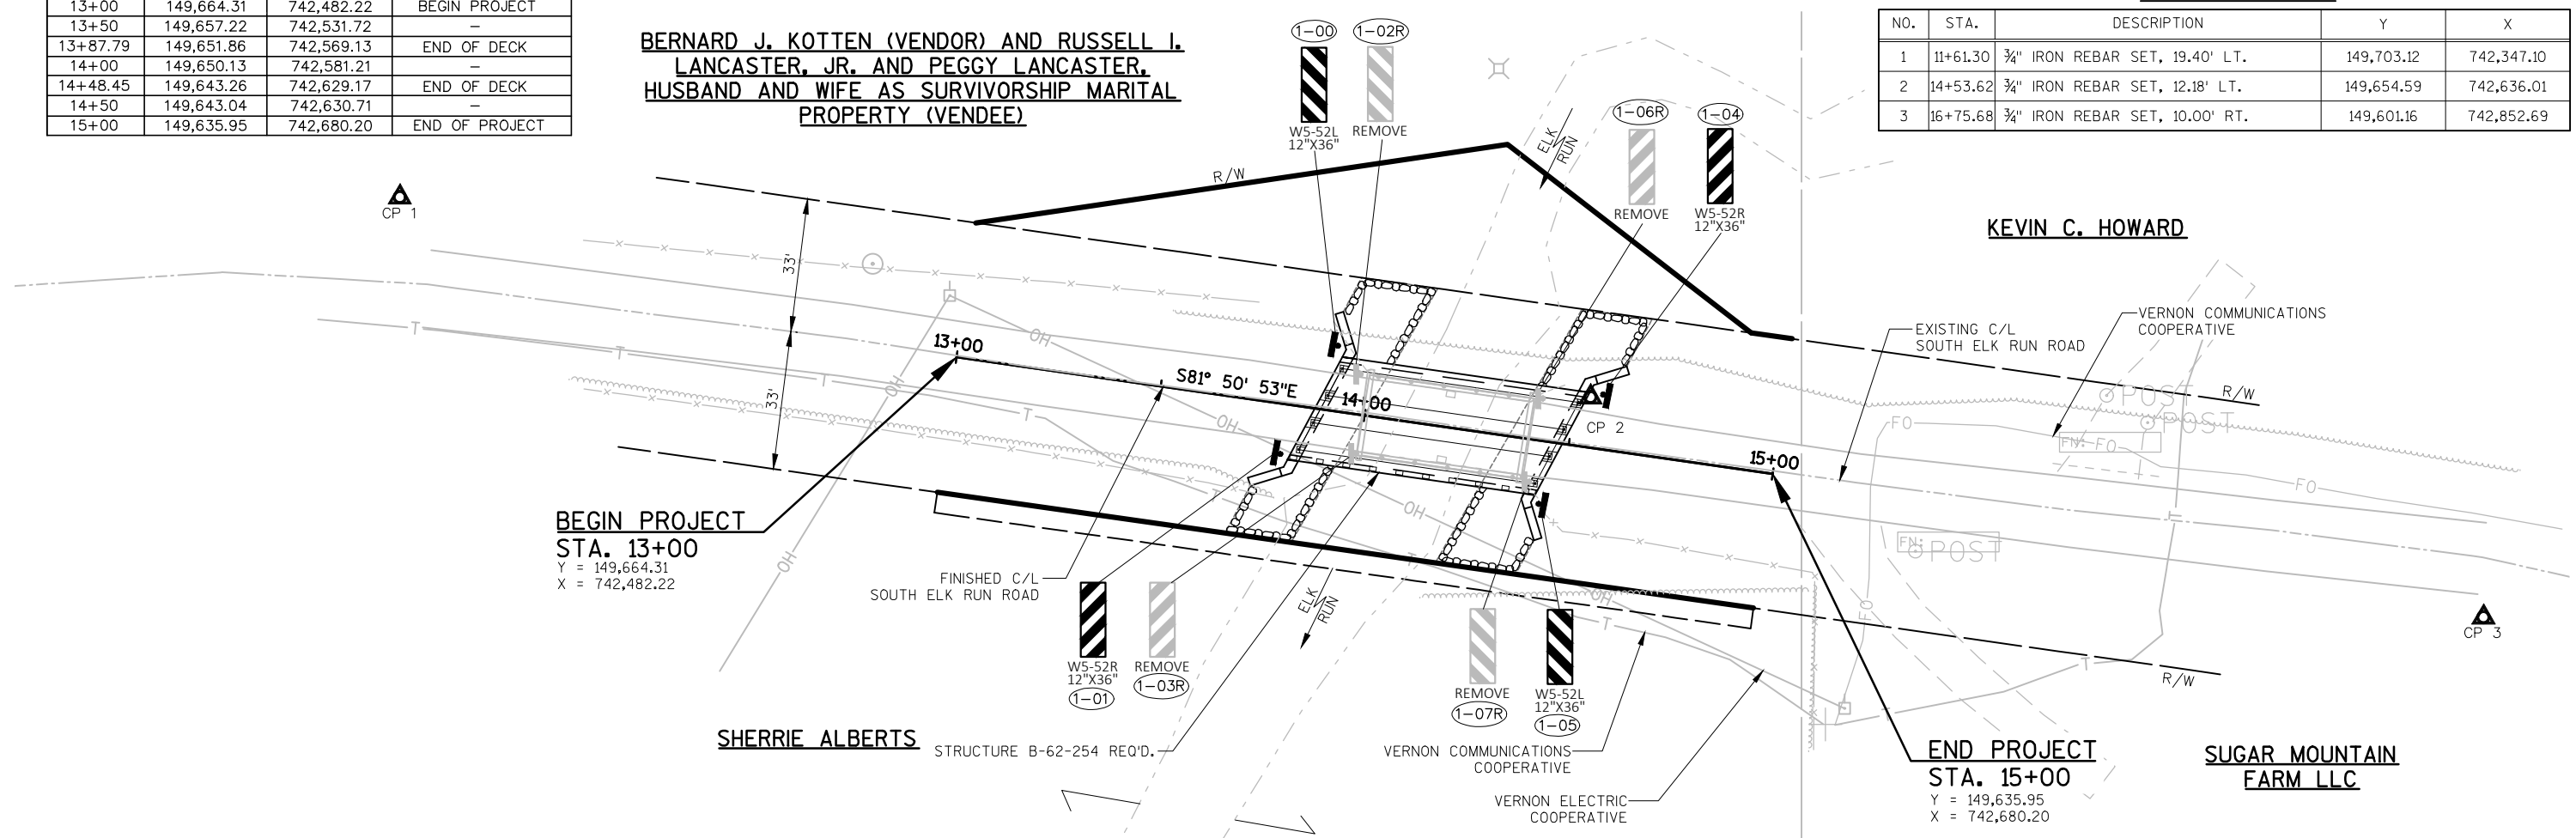 13+00 149,664.31 742,482.22 BEGIN PROJECT
13+50 149,657.22 742,531.72 –
13+87.79 149,651.86 742,569.13 END OF DECK
14+00 149,650.13 742,581.21 –
14+48.45 149,643.26 742,629.17 END OF DECK
14+50 149,643.04 742,630.71 –
15+00 149,635.95 742,680.20 END OF PROJECT
BERNARD J. KOTTEN (VENDOR) AND RUSSELL I.
LANCASTER, JR. AND PEGGY LANCASTER,
HUSBAND AND WIFE AS SURVIVORSHIP MARITAL
PROPERTY (VENDEE)
1-00
W5-52L
12"X36"
1-02R
REMOVE
1-06R
REMOVE
1-04
W5-52R
12"X36"
NO. STA. DESCRIPTION Y X
1 11+61.30 ¾" IRON REBAR SET, 19.40' LT. 149,703.12 742,347.10
2 14+53.62 ¾" IRON REBAR SET, 12.18' LT. 149,654.59 742,636.01
3 16+75.68 ¾" IRON REBAR SET, 10.00' RT. 149,601.16 742,852.69
ELK
RUN
R/W
CP 1
KEVIN C. HOWARD
33'
33'
VERNON COMMUNICATIONS
COOPERATIVE
EXISTING C/L
SOUTH ELK RUN ROAD
T
T
T
T
T
OH
OH
OH
OH
OH
OH
13+00
S81° 50' 53"E
14+00
CP 2
15+00
R/W
POST
POST
FO
FN:
FO
FO
FO
T
T
T
T
FN:
POST
BEGIN PROJECT
STA. 13+00
Y = 149,664.31
X = 742,482.22
FINISHED C/L
SOUTH ELK RUN ROAD
ELK
RUN
W5-52R
12"X36"
1-01
REMOVE
1-03R
REMOVE
1-07R
W5-52L
12"X36"
1-05
CP 3
R/W
SHERRIE ALBERTS
STRUCTURE B-62-254 REQ'D.
VERNON COMMUNICATIONS
COOPERATIVE
VERNON ELECTRIC
COOPERATIVE
END PROJECT
STA. 15+00
Y = 149,635.95
X = 742,680.20
SUGAR MOUNTAIN
FARM LLC